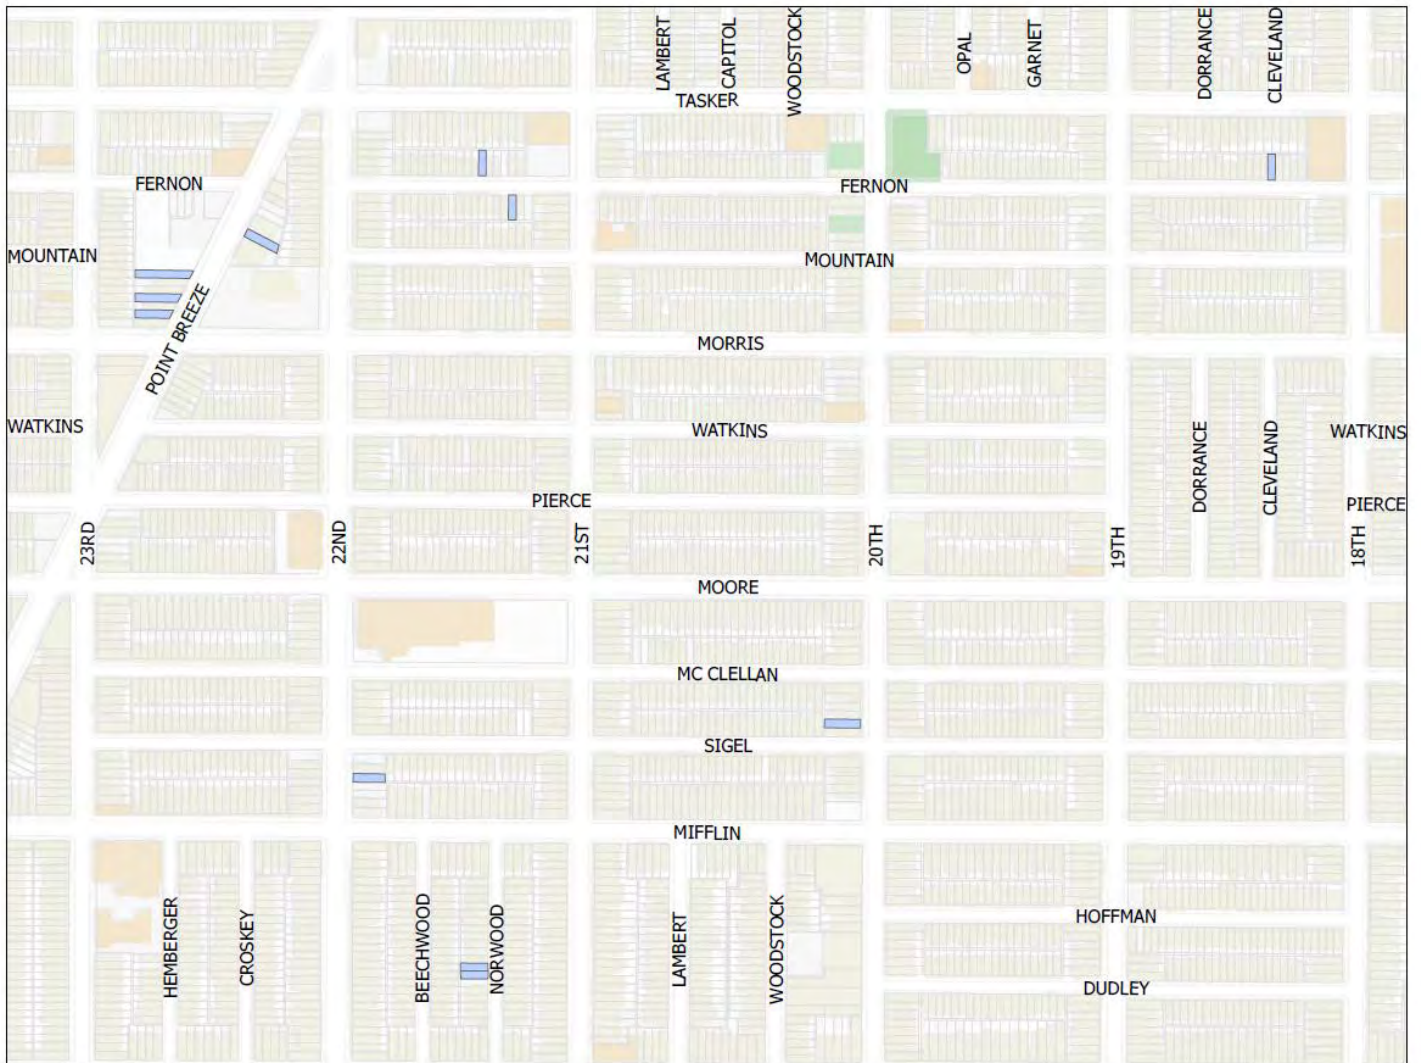 LAMBERT
CAPITOL
WOODSTOCK
OPAL
GARNET
DORRANCE
CLEVELAND
TASKER
FERNON
FERNON
MOUNTAIN
MOUNTAIN
POINT BREEZE
MORRIS
WATKINS
WATKINS
DORRANCE
CLEVELAND
WATKINS
PIERCE
PIERCE
23RD
22ND
21ST
20TH
19TH
18TH
MOORE
MC CLELLAN
SIGEL
MIFFLIN
HEMBERGER
CROSKEY
BEECHWOOD
NORWOOD
LAMBERT
WOODSTOCK
HOFFMAN
DUDLEY